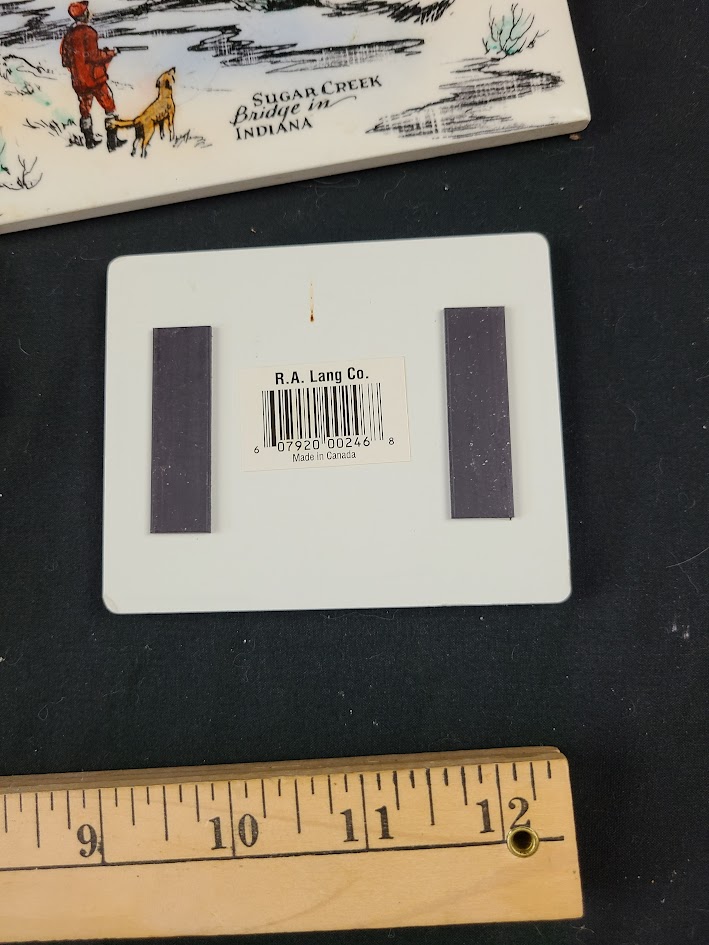 SUGAR CREEK
Bridge in
INDIANA
R.A. Lang Co.
6 07920 00246 8
Made in Canada
9 10 11 12